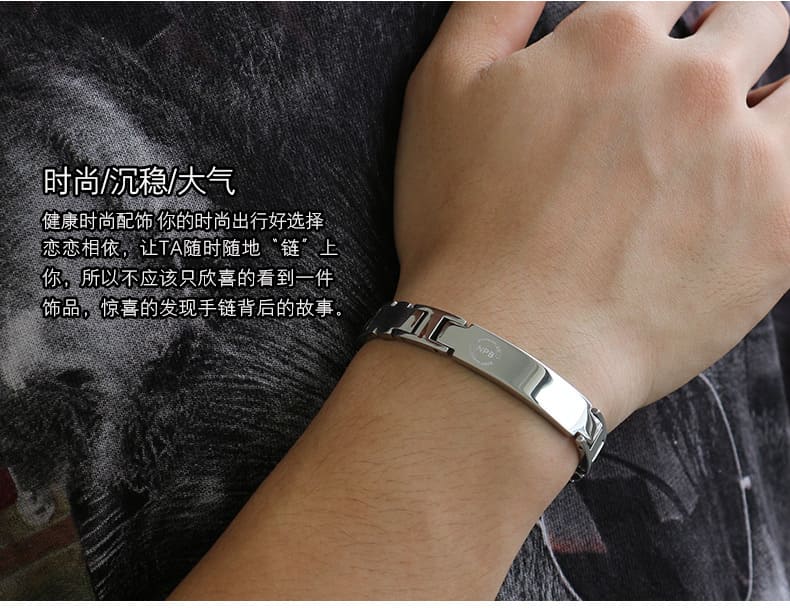 时尚/沉稳/大气
健康时尚配饰 你的时尚出行好选择
恋恋相依，让TA随时随地“链”上
你，所以不应该只欣喜的看到一件
饰品，惊喜的发现手链背后的故事。
NPB